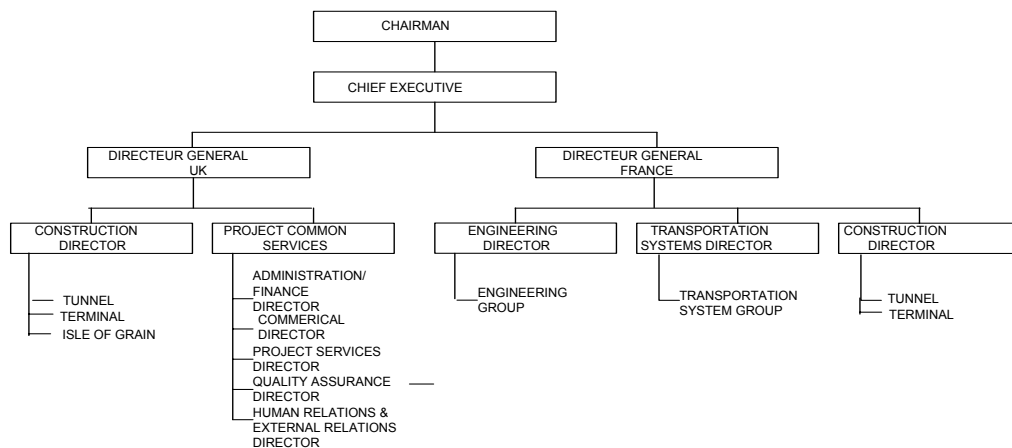 CHAIRMAN
CHIEF EXECUTIVE
DIRECTEUR GENERAL
UK
DIRECTEUR GENERAL
FRANCE
CONSTRUCTION
DIRECTOR
PROJECT COMMON
SERVICES
ENGINEERING
DIRECTOR
TRANSPORTATION
SYSTEMS DIRECTOR
CONSTRUCTION
DIRECTOR
TUNNEL
TERMINAL
ISLE OF GRAIN
ADMINISTRATION/
FINANCE
DIRECTOR
COMMERICAL
DIRECTOR
PROJECT SERVICES
DIRECTOR
QUALITY ASSURANCE
DIRECTOR
HUMAN RELATIONS &
EXTERNAL RELATIONS
DIRECTOR
ENGINEERING
GROUP
TRANSPORTATION
SYSTEM GROUP
TUNNEL
TERMINAL